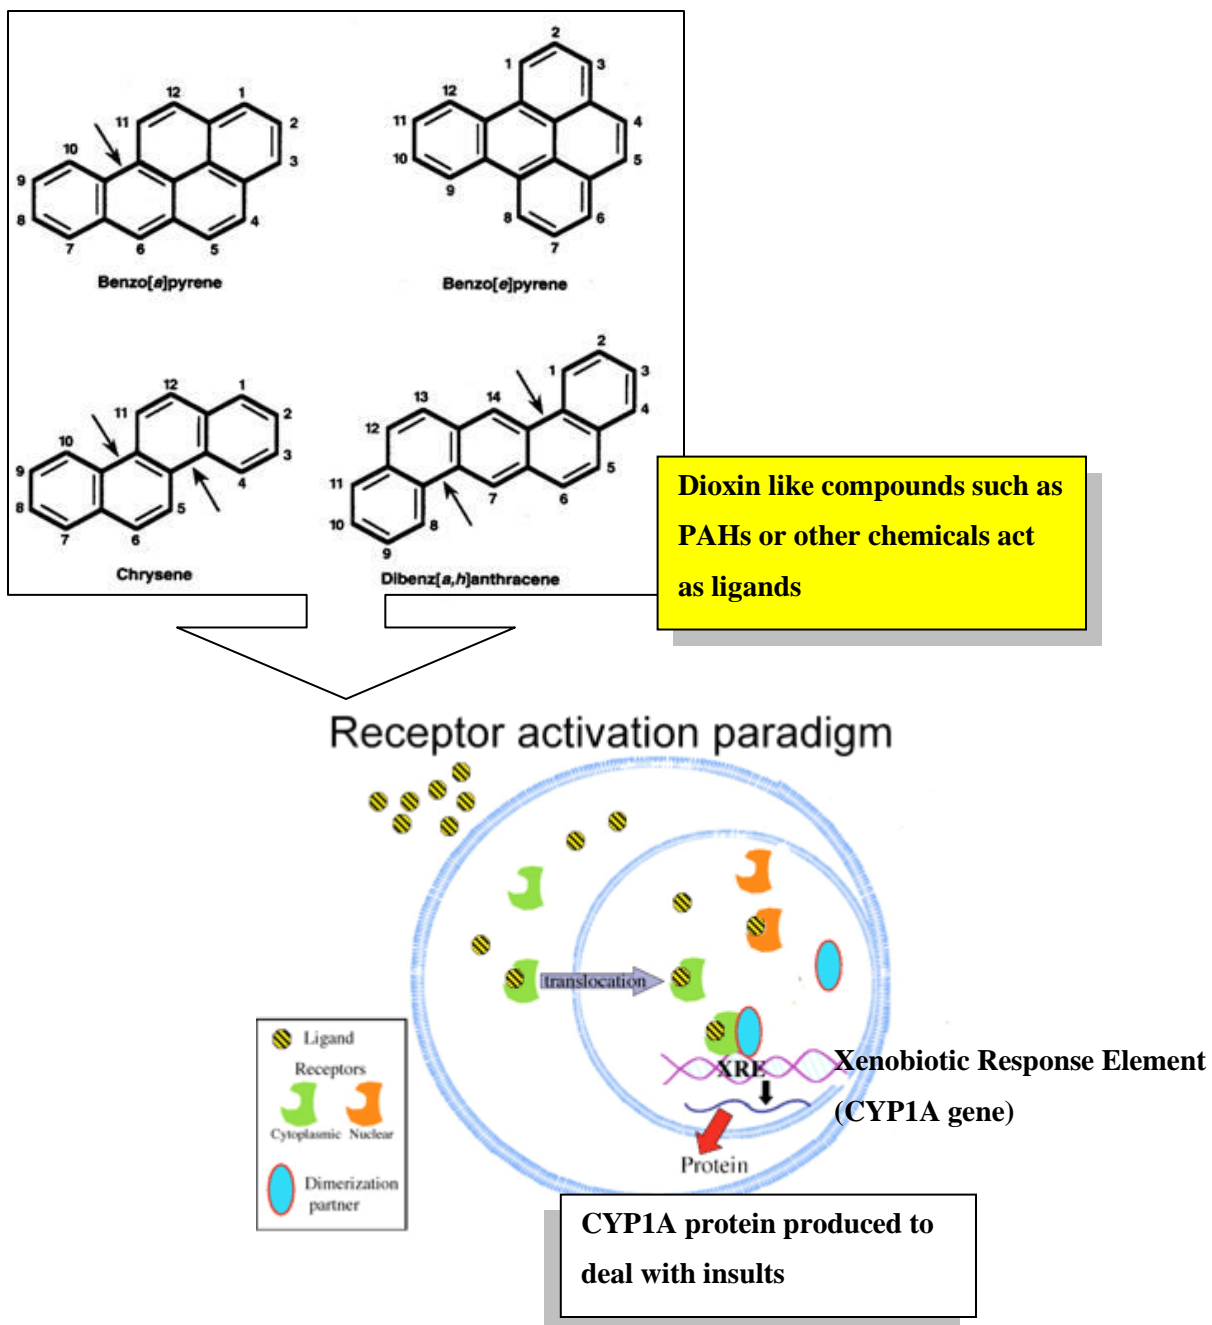 12
1
11
2
10
3
9
8
4
7
6
5
Benzo[a]pyrene
2
1
3
12
11
4
10
5
9
8
6
7
Benzo[e]pyrene
12
1
11
2
10
3
9
4
8
5
7
6
Chrysene
2
1
3
14
13
4
12
5
11
7
6
10
8
9
Dibenz[a,h]anthracene
Dioxin like compounds such as
PAHs or other chemicals act
as ligands
Receptor activation paradigm
translocation
XRE
Protein
Xenobiotic Response Element
(CYP1A gene)
Ligand
Receptors
Cytoplasmic Nuclear
Dimerization
partner
CYP1A protein produced to
deal with insults